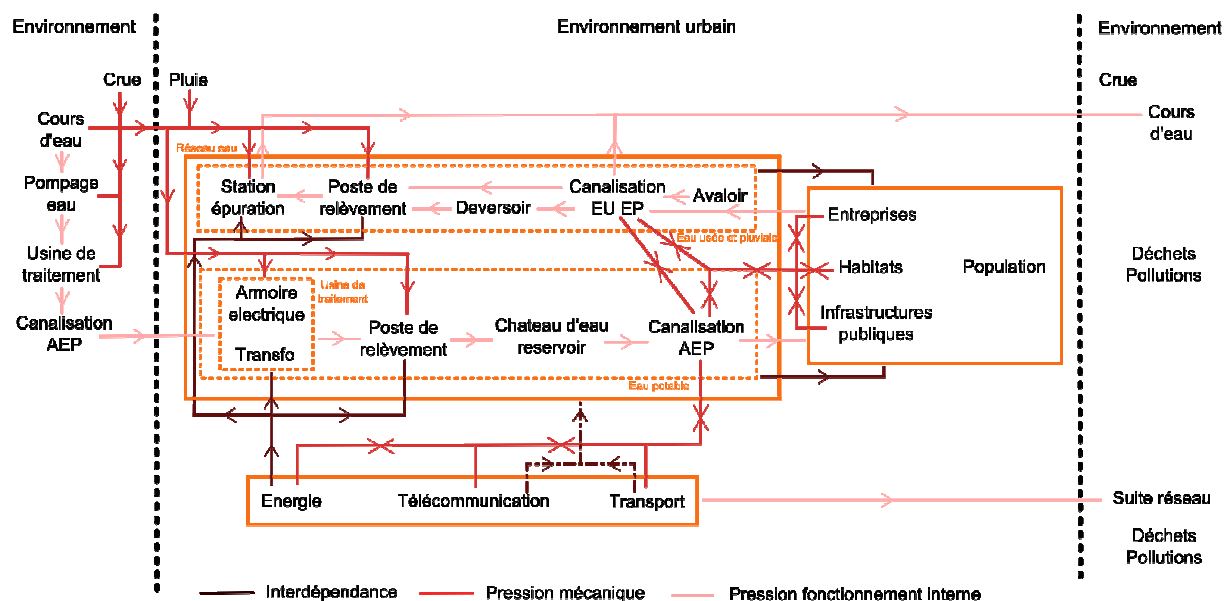 Environnement
Environnement urbain
Environnement
Crue
Pluie
Crue
Cours
d'eau
Cours
d'eau
Réseau eau
Pompage
eau
Station
épuration
Poste de
relèvement
Deversoir
Canalisation
EU EP
Avaloir
Entreprises
Eau usée et pluviale
Usine de
traitement
Habitats
Population
Déchets
Pollutions
Armoire
electrique
Usine de
traitement
Infrastructures
publiques
Canalisation
AEP
Transfo
Poste de
relèvement
Chateau d'eau
reservoir
Canalisation
AEP
Eau potable
Energie
Télécommunication
Transport
Suite réseau
Déchets
Pollutions
Interdépendance
Pression mécanique
Pression fonctionnement interne